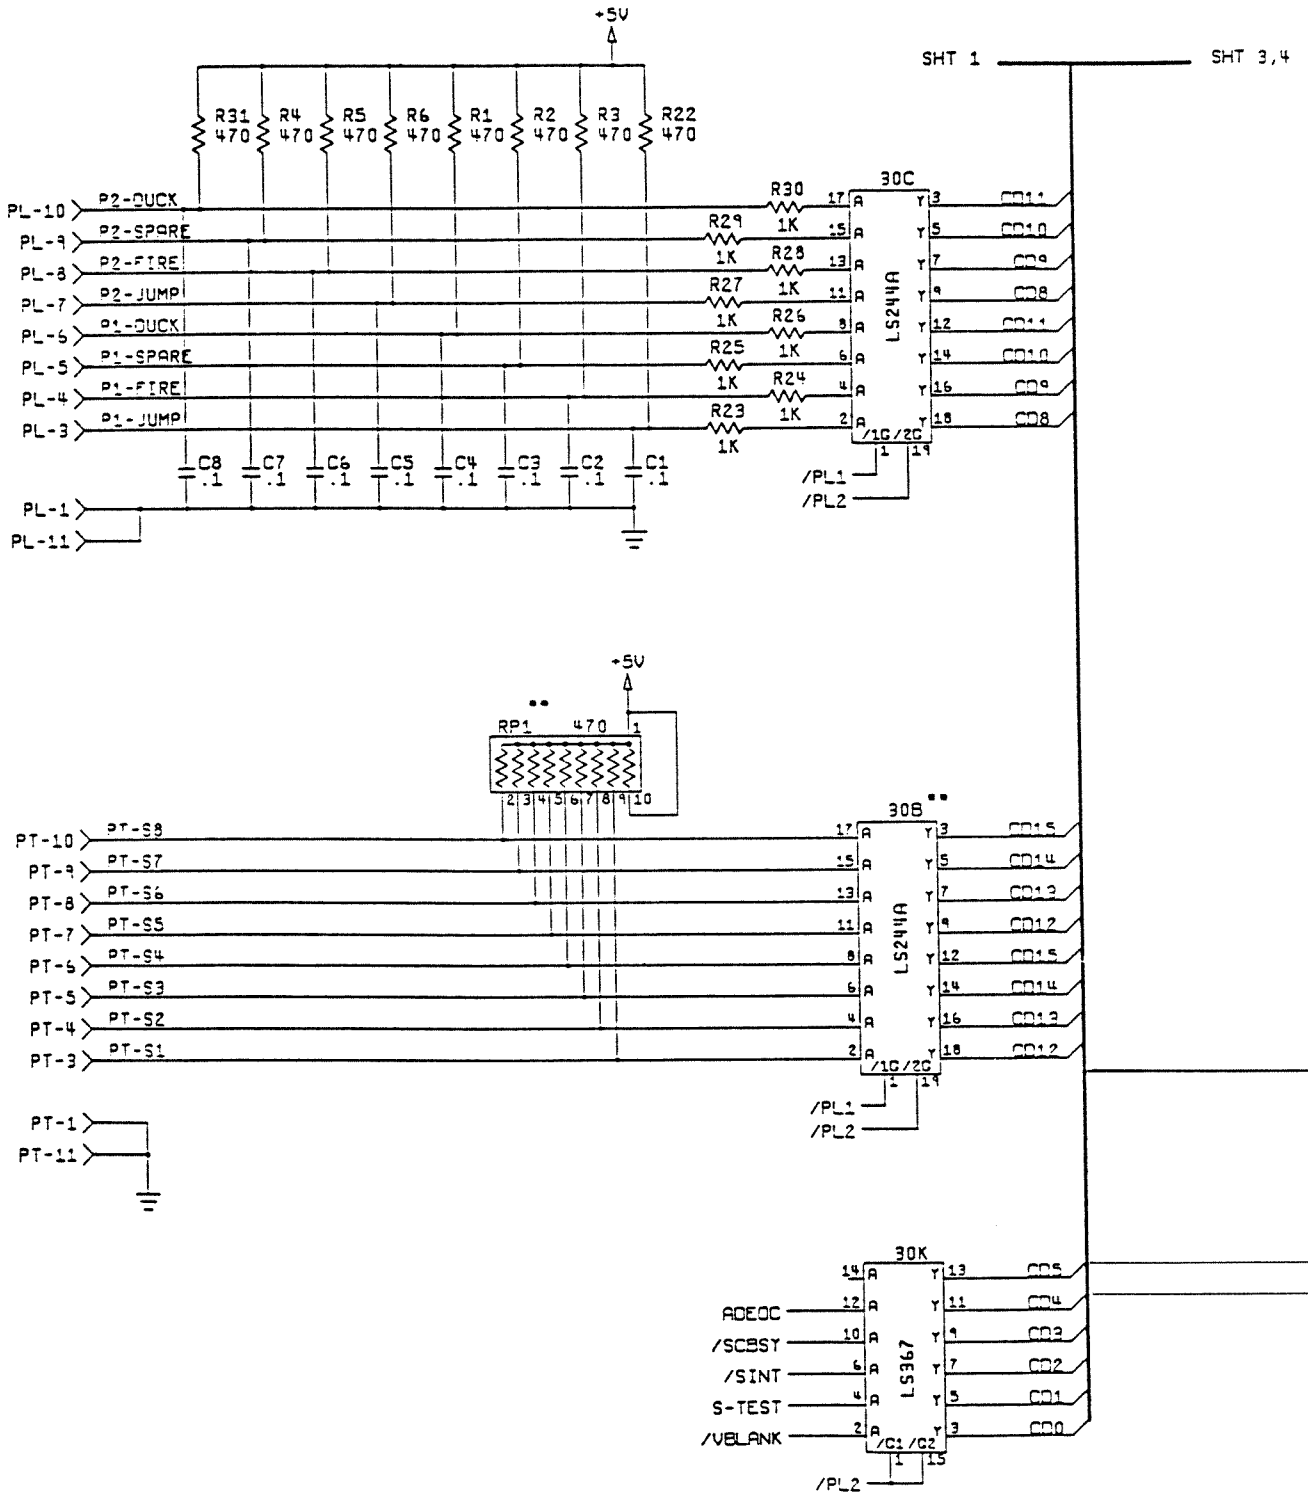 +5V
SHT 1
SHT 3,4
R31 R4 R5 R6 R1 R2 R3 R22
470 470 470 470 470 470 470 470
30C
PL-10 P2-DUCK R30 1K 17 A Y 3 CD11
PL-9 P2-SPARE R29 1K 15 A Y 5 CD10
PL-8 P2-FIRE R28 1K 13 A Y 7 CD9
PL-7 P2-JUMP R27 1K 11 A Y 9 CD8
PL-6 P1-DUCK R26 1K 8 A Y 12 CD11
PL-5 P1-SPARE R25 1K 6 A Y 14 CD10
PL-4 P1-FIRE R24 1K 4 A Y 16 CD9
PL-3 P1-JUMP R23 1K 2 A Y 18 CD8
LS244A
/1G /2G
1 19
/PL1
/PL2
C8 C7 C6 C5 C4 C3 C2 C1
.1 .1 .1 .1 .1 .1 .1 .1
PL-1
PL-11
+5V
**
RP1 470 1
2 3 4 5 6 7 8 9 10
30B **
PT-10 PT-S8 17 A Y 3 CD15
PT-9 PT-S7 15 A Y 5 CD14
PT-8 PT-S6 13 A Y 7 CD13
PT-7 PT-S5 11 A Y 9 CD12
PT-6 PT-S4 8 A Y 12 CD15
PT-5 PT-S3 6 A Y 14 CD14
PT-4 PT-S2 4 A Y 16 CD13
PT-3 PT-S1 2 A Y 18 CD12
LS244A
/1G /2G
1 19
/PL1
/PL2
PT-1
PT-11
30K
14 A Y 13 CD5
ADEOC 12 A Y 11 CD4
/SCBSY 10 A Y 9 CD3
/SINT 6 A Y 7 CD2
S-TEST 4 A Y 5 CD1
/VBLANK 2 A Y 3 CD0
LS367
/G1 /G2
1 15
/PL2